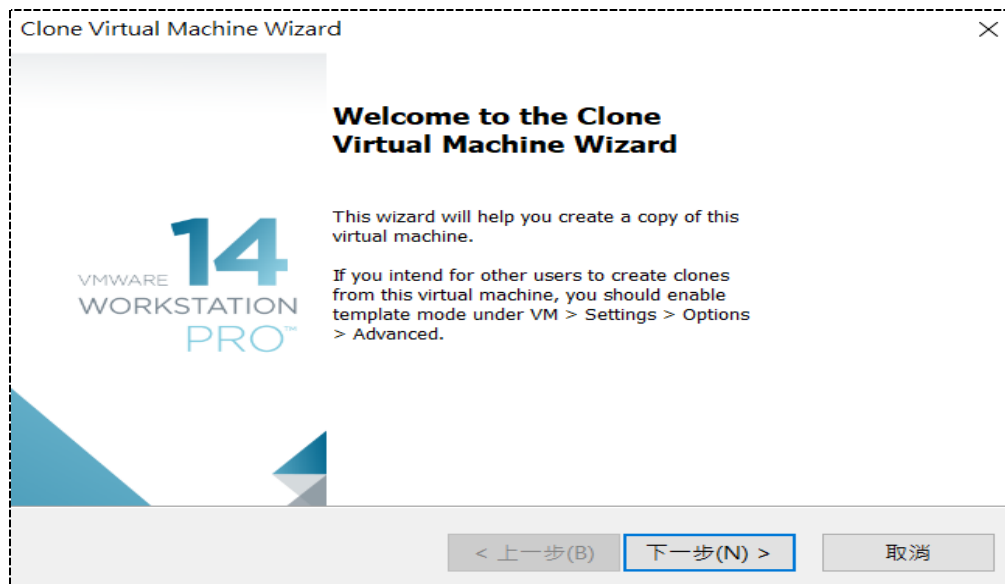 Clone Virtual Machine Wizard
Welcome to the Clone
Virtual Machine Wizard
This wizard will help you create a copy of this
virtual machine.
If you intend for other users to create clones
from this virtual machine, you should enable
template mode under VM > Settings > Options
> Advanced.
14
VMWARE
WORKSTATION
PRO™
< 上一步(B)
下一步(N) >
取消